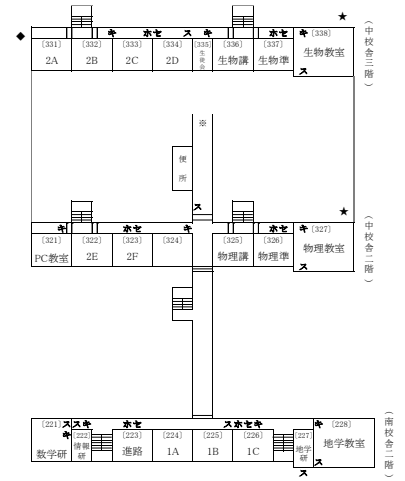 ★
◆ キ ホセ ス キ ホセ キ
〔331〕 〔332〕 〔333〕 〔334〕 〔335〕 〔336〕 〔337〕 〔338〕
2A 2B 2C 2D 生徒会 生物講 生物準 生物教室
ス
（中校舎三階）
※
便所
ス
★
キ ホセ キ ホセ キ
〔321〕 〔322〕 〔323〕 〔324〕 〔325〕 〔326〕 〔327〕
PC教室 2E 2F 物理講 物理準 物理教室
ス
（中校舎二階）
ススキ ホセ スホセキ キ
〔221〕 キ 〔222〕 〔223〕 〔224〕 〔225〕 〔226〕 〔227〕 〔228〕
数学研 情報研 進路 1A 1B 1C 地学研 地学教室
ス
ス
（南校舎二階）